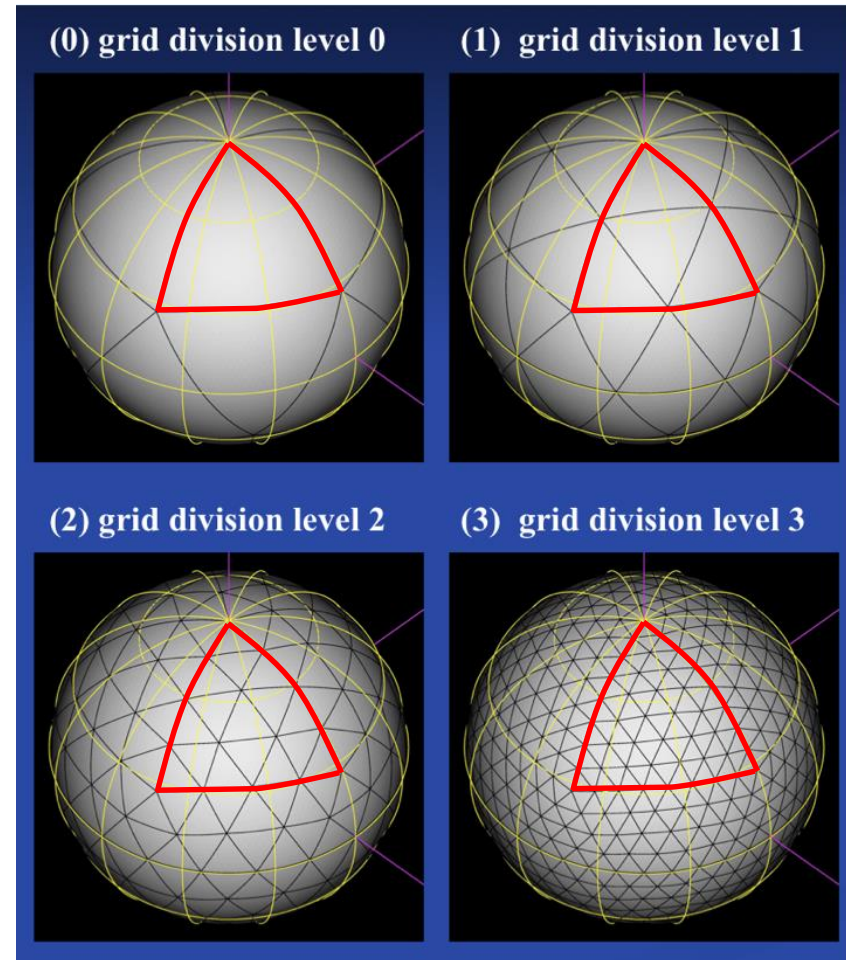 (0) grid division level 0
(1) grid division level 1
(2) grid division level 2
(3) grid division level 3